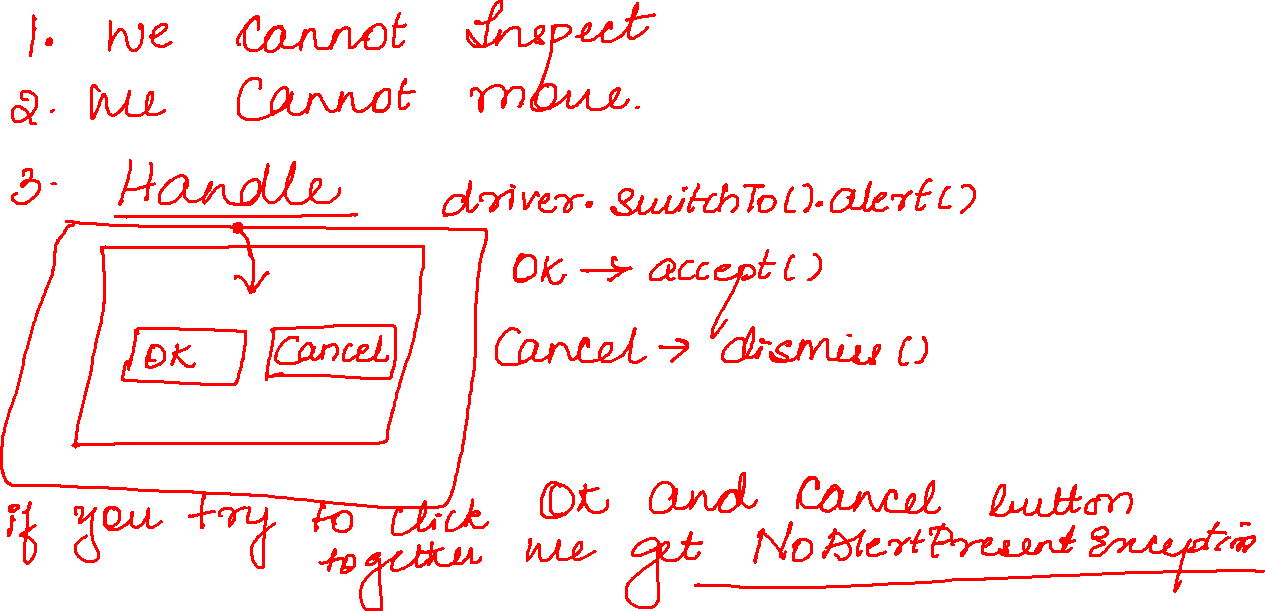 1. We Cannot Inspect
2. We Cannot move.
3. Handle driver.switchTo().alert()
OK → accept()
OK Cancel Cancel → dismiss()
if you try to click Ok and Cancel button
together we get NoAlertPresentException